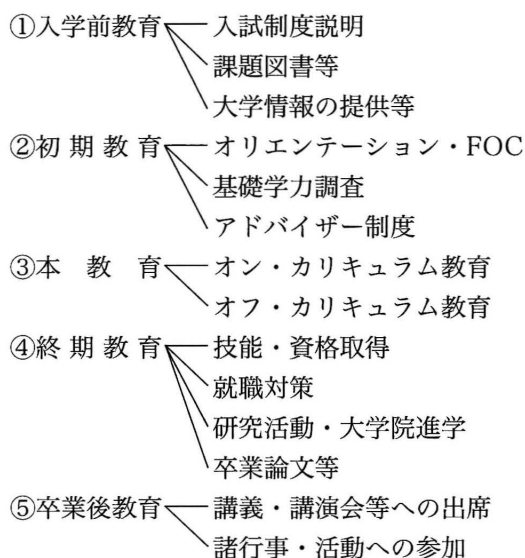 ①入学前教育 入試制度説明
課題図書等
大学情報の提供等
②初期教育 オリエンテーション・FOC
基礎学力調査
アドバイザー制度
③本教育 オン・カリキュラム教育
オフ・カリキュラム教育
④終期教育 技能・資格取得
就職対策
研究活動・大学院進学
卒業論文等
⑤卒業後教育 講義・講演会等への出席
諸行事・活動への参加